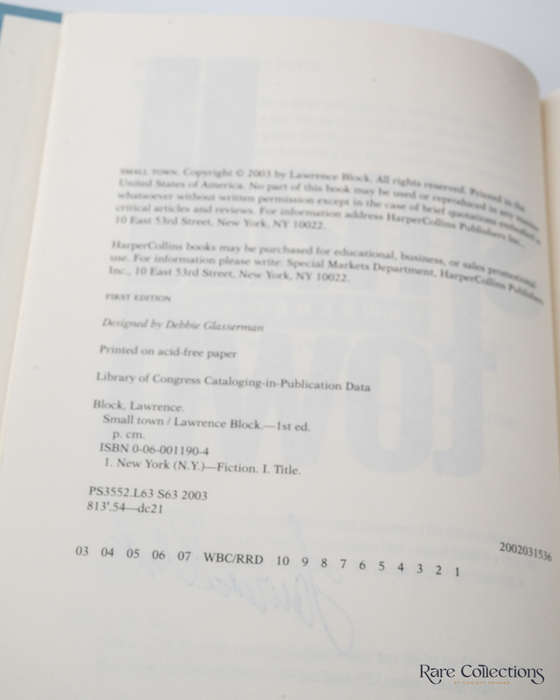 SMALL TOWN. Copyright © 2003 by Lawrence Block. All rights reserved. Printed in the
United States of America. No part of this book may be used or reproduced in any manner
whatsoever without written permission except in the case of brief quotations embodied in
critical articles and reviews. For information address HarperCollins Publishers Inc.,
10 East 53rd Street, New York, NY 10022.
HarperCollins books may be purchased for educational, business, or sales promotional
use. For information please write: Special Markets Department, HarperCollins Publishers
Inc., 10 East 53rd Street, New York, NY 10022.
FIRST EDITION
Designed by Debbie Glasserman
Printed on acid-free paper
Library of Congress Cataloging-in-Publication Data
Block, Lawrence.
Small town / Lawrence Block.—1st ed.
p. cm.
ISBN 0-06-001190-4
1. New York (N.Y.)—Fiction. I. Title.
PS3552.L63 S63 2003
813'.54—dc21
2002031536
03 04 05 06 07 WBC/RRD 10 9 8 7 6 5 4 3 2 1
Rare Collections